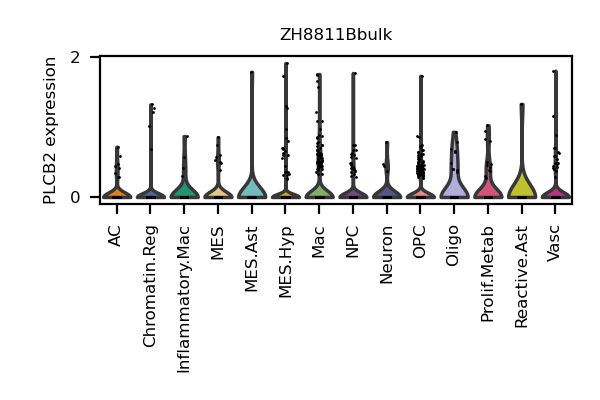 ZH8811Bbulk
PLCB2 expression
2
0
AC
Chromatin.Reg
Inflammatory.Mac
MES
MES.Ast
MES.Hyp
Mac
NPC
Neuron
OPC
Oligo
Prolif.Metab
Reactive.Ast
Vasc